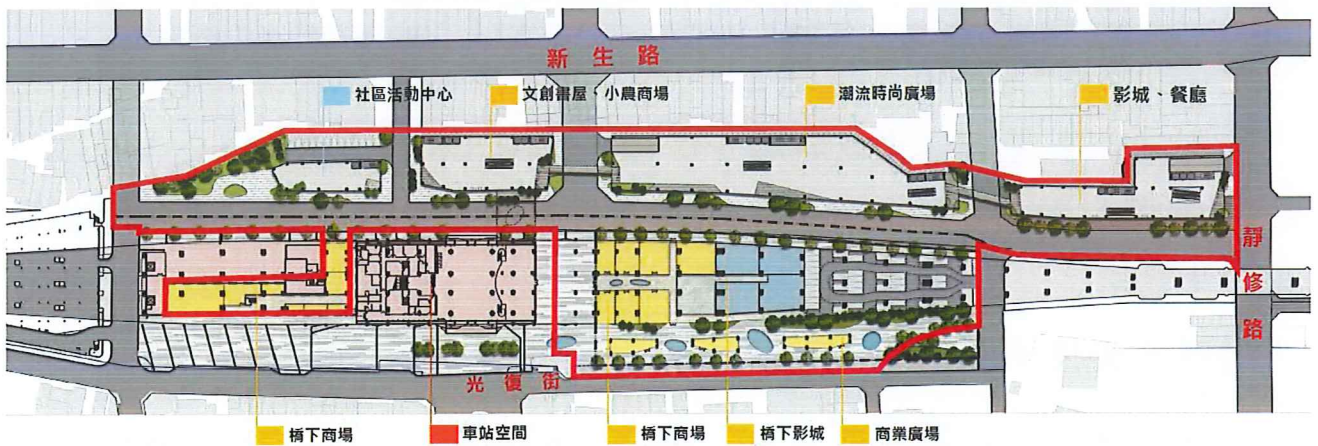 新生路
社區活動中心
文創書屋、小農商場
潮流時尚廣場
影城、餐廳
靜修路
光復街
橋下商場
車站空間
橋下商場
橋下影城
商業廣場